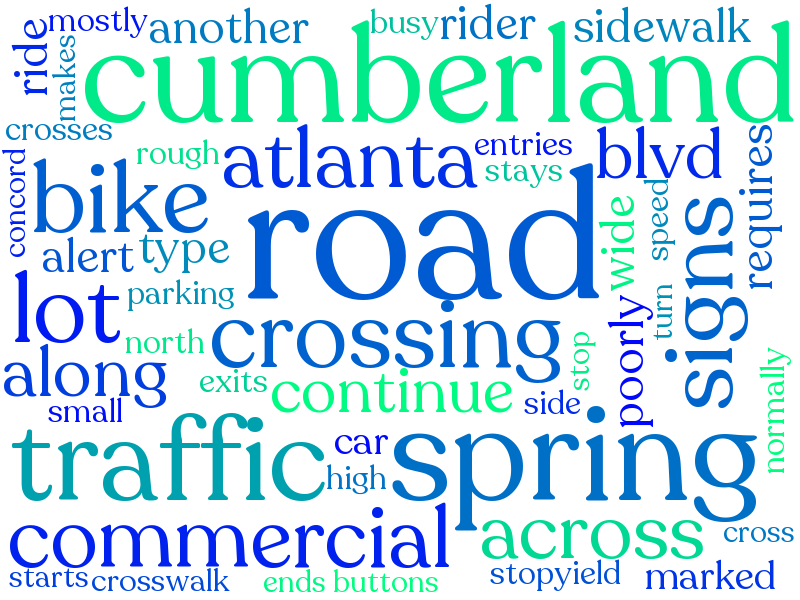 mostly
another
busy
rider
sidewalk
ride
makes
cumberland
crosses
rough
atlanta
entries
stays
blvd
requires
concord
bike
road
wide
speed
signs
alert
type
lot
parking
crossing
poorly
turn
north
along
exits
continue
stop
side
normally
small
traffic
car
high
spring
commercial
across
cross
starts
crosswalk
ends
buttons
stopyield
marked